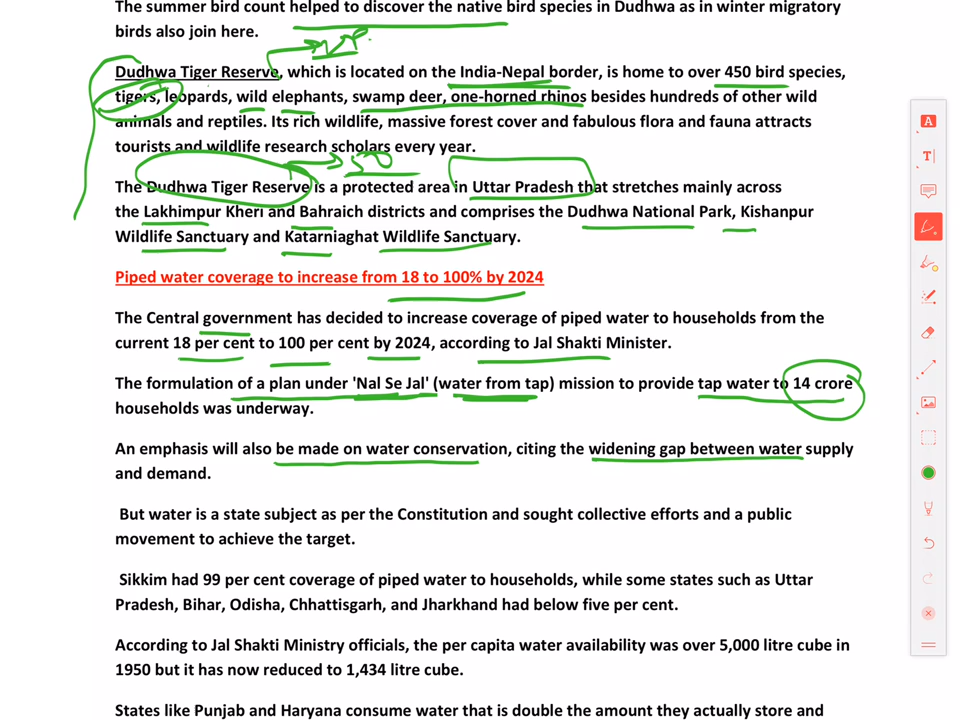 The summer bird count helped to discover the native bird species in Dudhwa as in winter migratory
birds also join here.
Dudhwa Tiger Reserve, which is located on the India-Nepal border, is home to over 450 bird species,
tigers, leopards, wild elephants, swamp deer, one-horned rhinos besides hundreds of other wild
animals and reptiles. Its rich wildlife, massive forest cover and fabulous flora and fauna attracts
tourists and wildlife research scholars every year.
The Dudhwa Tiger Reserve is a protected area in Uttar Pradesh that stretches mainly across
the Lakhimpur Kheri and Bahraich districts and comprises the Dudhwa National Park, Kishanpur
Wildlife Sanctuary and Katarniaghat Wildlife Sanctuary.
Piped water coverage to increase from 18 to 100% by 2024
The Central government has decided to increase coverage of piped water to households from the
current 18 per cent to 100 per cent by 2024, according to Jal Shakti Minister.
The formulation of a plan under 'Nal Se Jal' (water from tap) mission to provide tap water to 14 crore
households was underway.
An emphasis will also be made on water conservation, citing the widening gap between water supply
and demand.
But water is a state subject as per the Constitution and sought collective efforts and a public
movement to achieve the target.
Sikkim had 99 per cent coverage of piped water to households, while some states such as Uttar
Pradesh, Bihar, Odisha, Chhattisgarh, and Jharkhand had below five per cent.
According to Jal Shakti Ministry officials, the per capita water availability was over 5,000 litre cube in
1950 but it has now reduced to 1,434 litre cube.
States like Punjab and Haryana consume water that is double the amount they actually store and